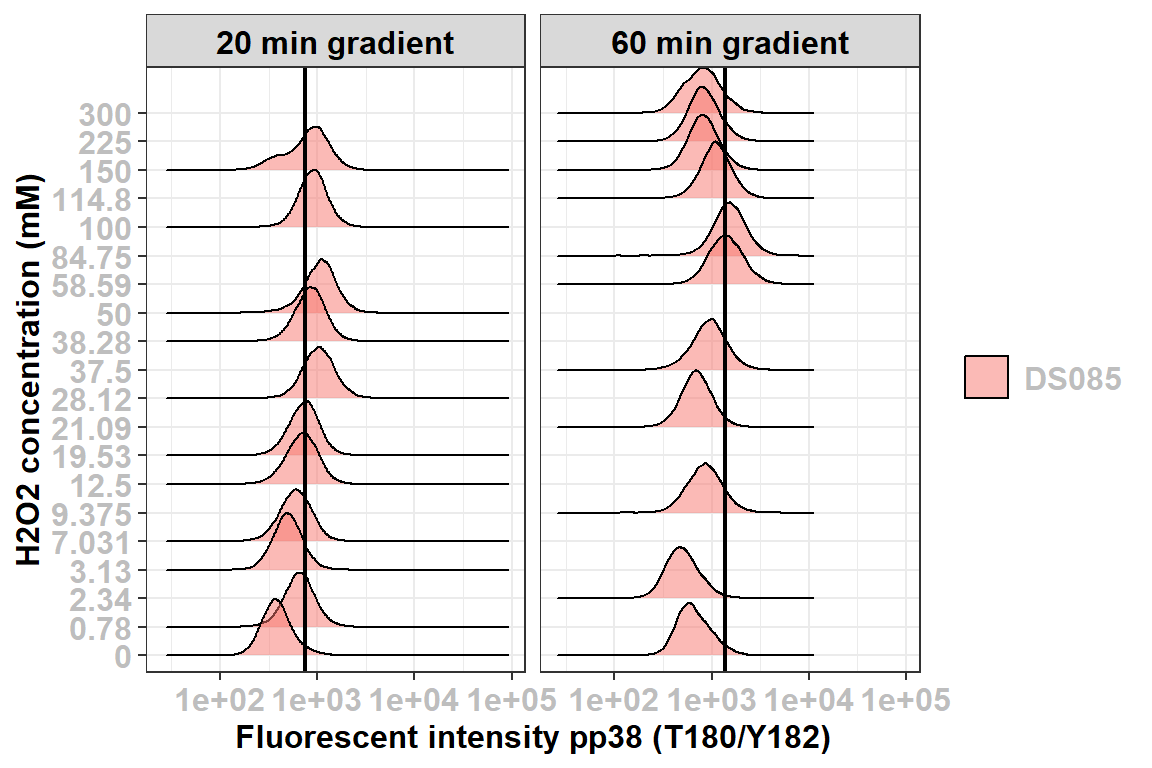 20 min gradient
60 min gradient
H2O2 concentration (mM)
300
225
150
114.8
100
84.75
58.59
50
38.28
37.5
28.12
21.09
19.53
12.5
9.375
7.031
3.13
2.34
0.78
0
1e+02 1e+03 1e+04 1e+05
1e+02 1e+03 1e+04 1e+05
Fluorescent intensity pp38 (T180/Y182)
DS085